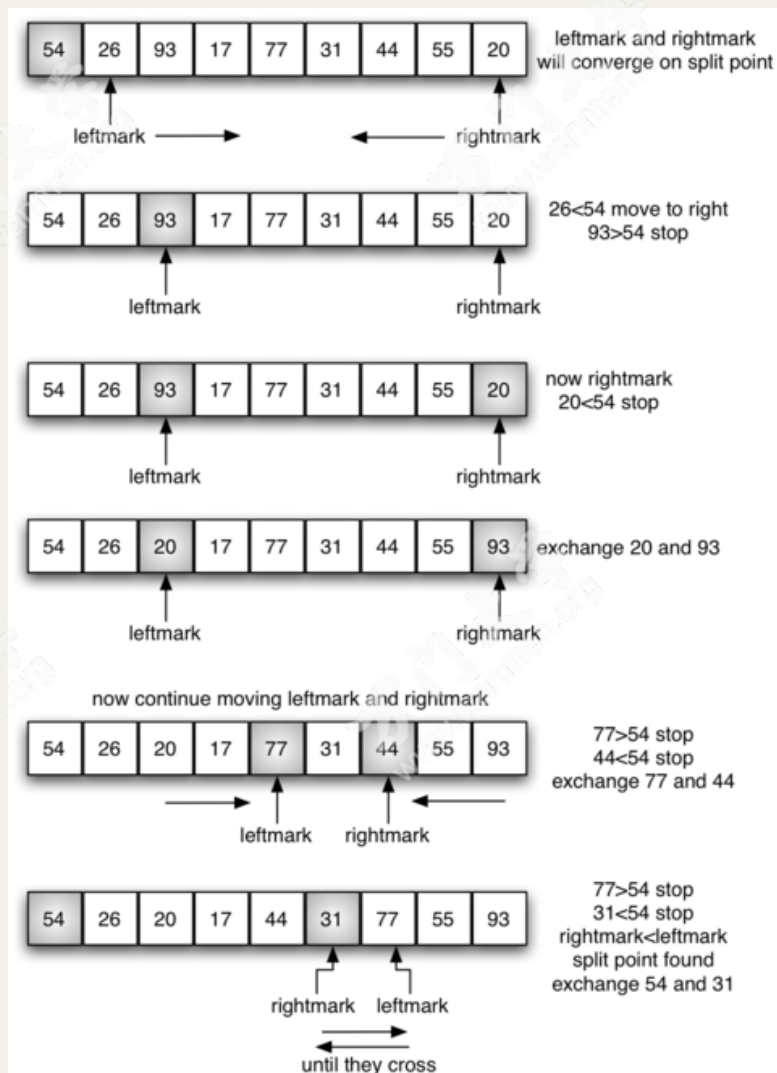 54 26 93 17 77 31 44 55 20
leftmark and rightmark
will converge on split point
leftmark rightmark
54 26 93 17 77 31 44 55 20
26<54 move to right
93>54 stop
leftmark rightmark
54 26 93 17 77 31 44 55 20
now rightmark
20<54 stop
leftmark rightmark
54 26 20 17 77 31 44 55 93
exchange 20 and 93
leftmark rightmark
now continue moving leftmark and rightmark
54 26 20 17 77 31 44 55 93
77>54 stop
44<54 stop
exchange 77 and 44
leftmark rightmark
54 26 20 17 44 31 77 55 93
77>54 stop
31<54 stop
rightmark<leftmark
split point found
exchange 54 and 31
rightmark leftmark
until they cross